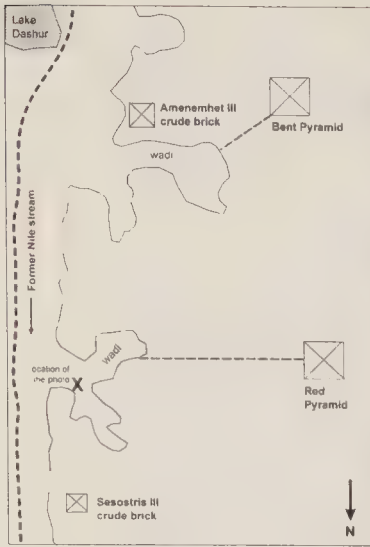 Lake
Dashur
Amenemhet III
crude brick
Bent Pyramid
wadi
Former Nile stream
wadi
location of
the photo
X
Red
Pyramid
Sesostris III
crude brick
N